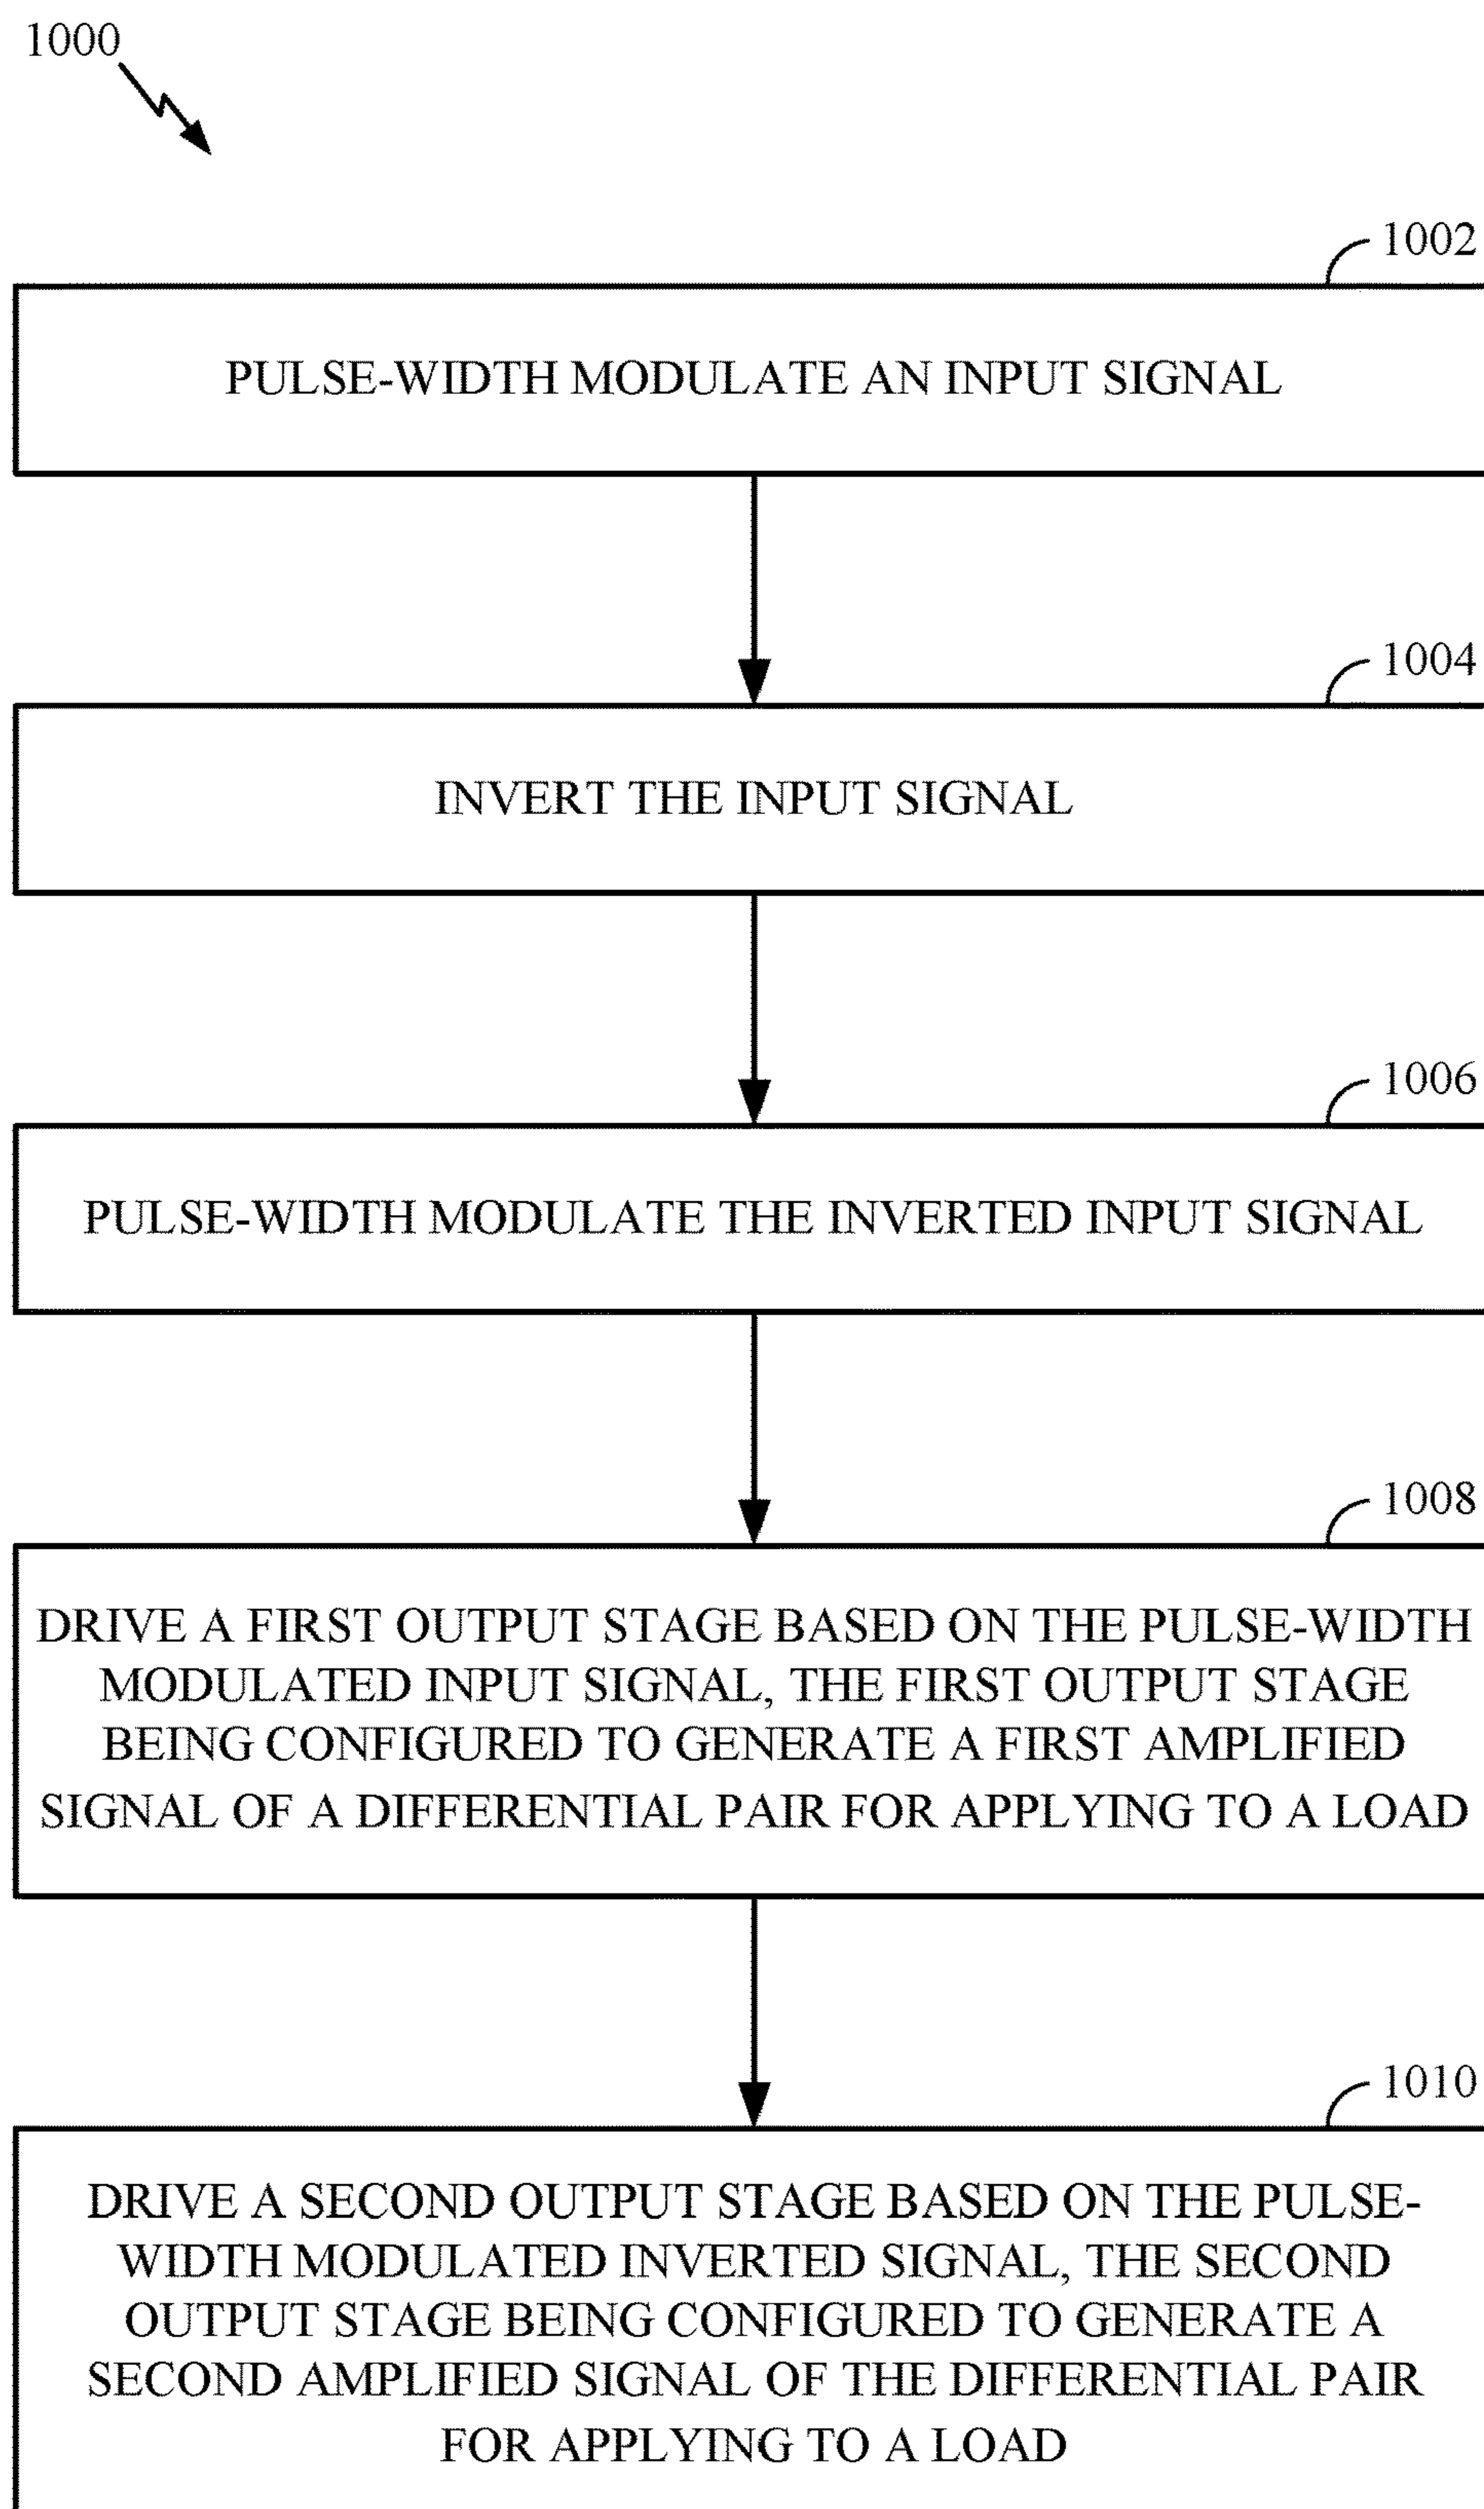 1000
1002
PULSE-WIDTH MODULATE AN INPUT SIGNAL
1004
INVERT THE INPUT SIGNAL
1006
PULSE-WIDTH MODULATE THE INVERTED INPUT SIGNAL
1008
DRIVE A FIRST OUTPUT STAGE BASED ON THE PULSE-WIDTH
MODULATED INPUT SIGNAL, THE FIRST OUTPUT STAGE
BEING CONFIGURED TO GENERATE A FIRST AMPLIFIED
SIGNAL OF A DIFFERENTIAL PAIR FOR APPLYING TO A LOAD
1010
DRIVE A SECOND OUTPUT STAGE BASED ON THE PULSE-
WIDTH MODULATED INVERTED SIGNAL, THE SECOND
OUTPUT STAGE BEING CONFIGURED TO GENERATE A
SECOND AMPLIFIED SIGNAL OF THE DIFFERENTIAL PAIR
FOR APPLYING TO A LOAD